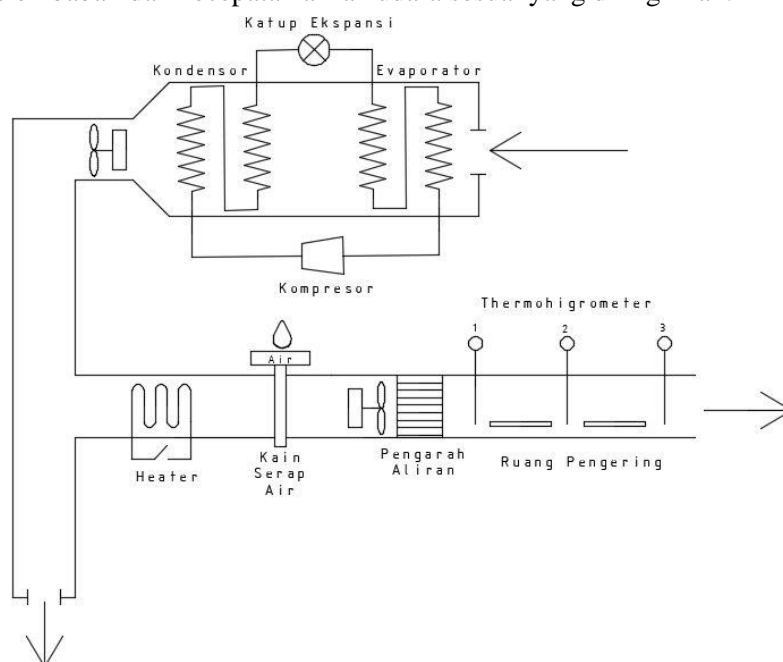 Katup Ekspansi
Kondensor
Evaporator
Kompresor
Thermohigrometer
1 2 3
Air
Heater
Kain
Serap
Air
Pengarah
Aliran
Ruang Pengering